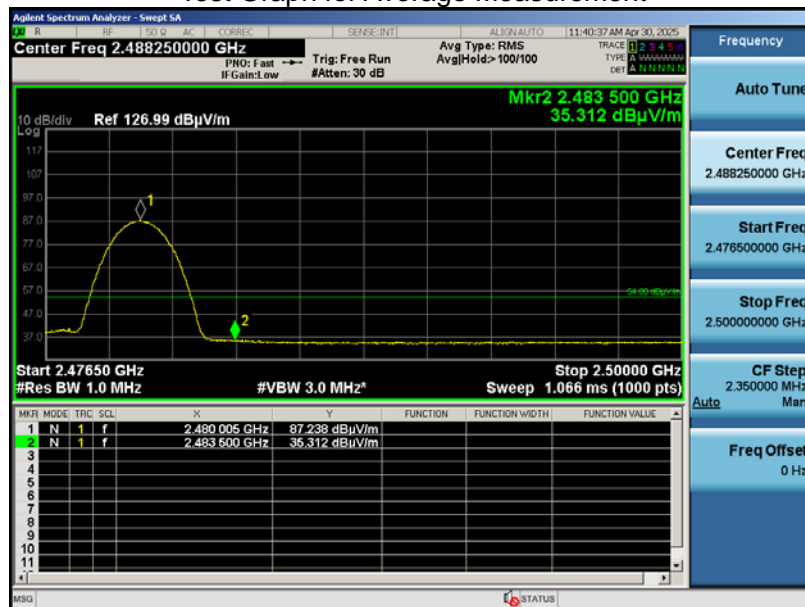 Agilent Spectrum Analyzer - Swept SA
R RF 50 Ω AC CORREC SENSE:INT ALIGN AUTO 11:40:37 AM Apr 30, 2025
Center Freq 2.488250000 GHz
PNO: Fast
IFGain:Low
Trig: Free Run
#Atten: 30 dB
Avg Type: RMS
Avg|Hold:>100/100
TRACE 1 2 3 4 5 6
TYPE A WWWWW
DET A N N N N N
Mkr2 2.483 500 GHz
35.312 dBµV/m
10 dB/div Ref 126.99 dBµV/m
Log
117
107
97.0
87.0
77.0
67.0
57.0
47.0
37.0
1
2
54.00 dBµV/m
Start 2.47650 GHz Stop 2.50000 GHz
#Res BW 1.0 MHz #VBW 3.0 MHz* Sweep 1.066 ms (1000 pts)
MKR MODE TRC SCL X Y FUNCTION FUNCTION WIDTH FUNCTION VALUE
1 N 1 f 2.480 005 GHz 87.238 dBµV/m
2 N 1 f 2.483 500 GHz 35.312 dBµV/m
3
4
5
6
7
8
9
10
11
MSG STATUS
Frequency
Auto Tune
Center Freq
2.488250000 GHz
Start Freq
2.476500000 GHz
Stop Freq
2.500000000 GHz
CF Step
2.350000 MHz
Auto Man
Freq Offset
0 Hz